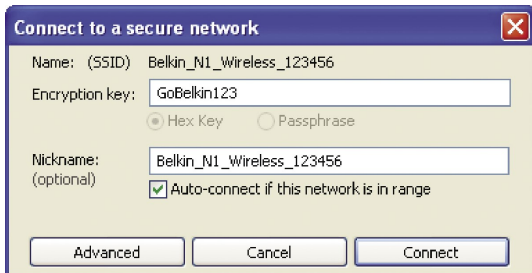 Connect to a secure network
Name: (SSID) Belkin_N1_Wireless_123456
Encryption key: GoBelkin123
Hex Key Passphrase
Nickname: Belkin_N1_Wireless_123456
(optional)
Auto-connect if this network is in range
Advanced Cancel Connect